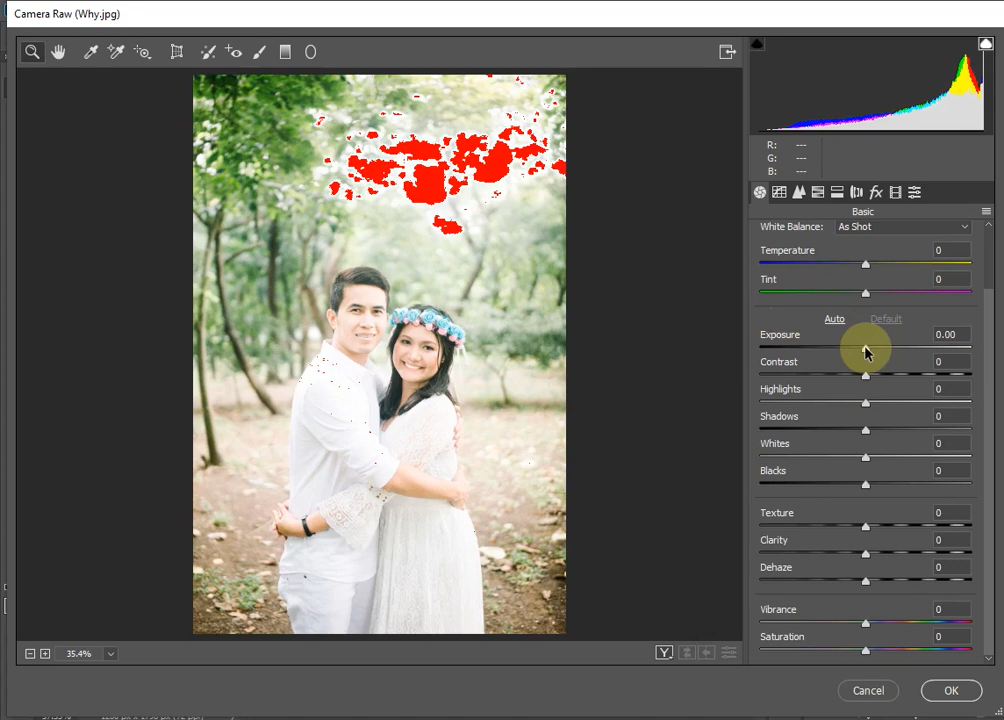 Camera Raw (Why.jpg)
R: ---
G: ---
B: ---
fx
Basic
White Balance: As Shot
Temperature 0
Tint 0
Auto Default
Exposure 0.00
Contrast 0
Highlights 0
Shadows 0
Whites 0
Blacks 0
Texture 0
Clarity 0
Dehaze 0
Vibrance 0
Saturation 0
35.4% Y
Cancel OK